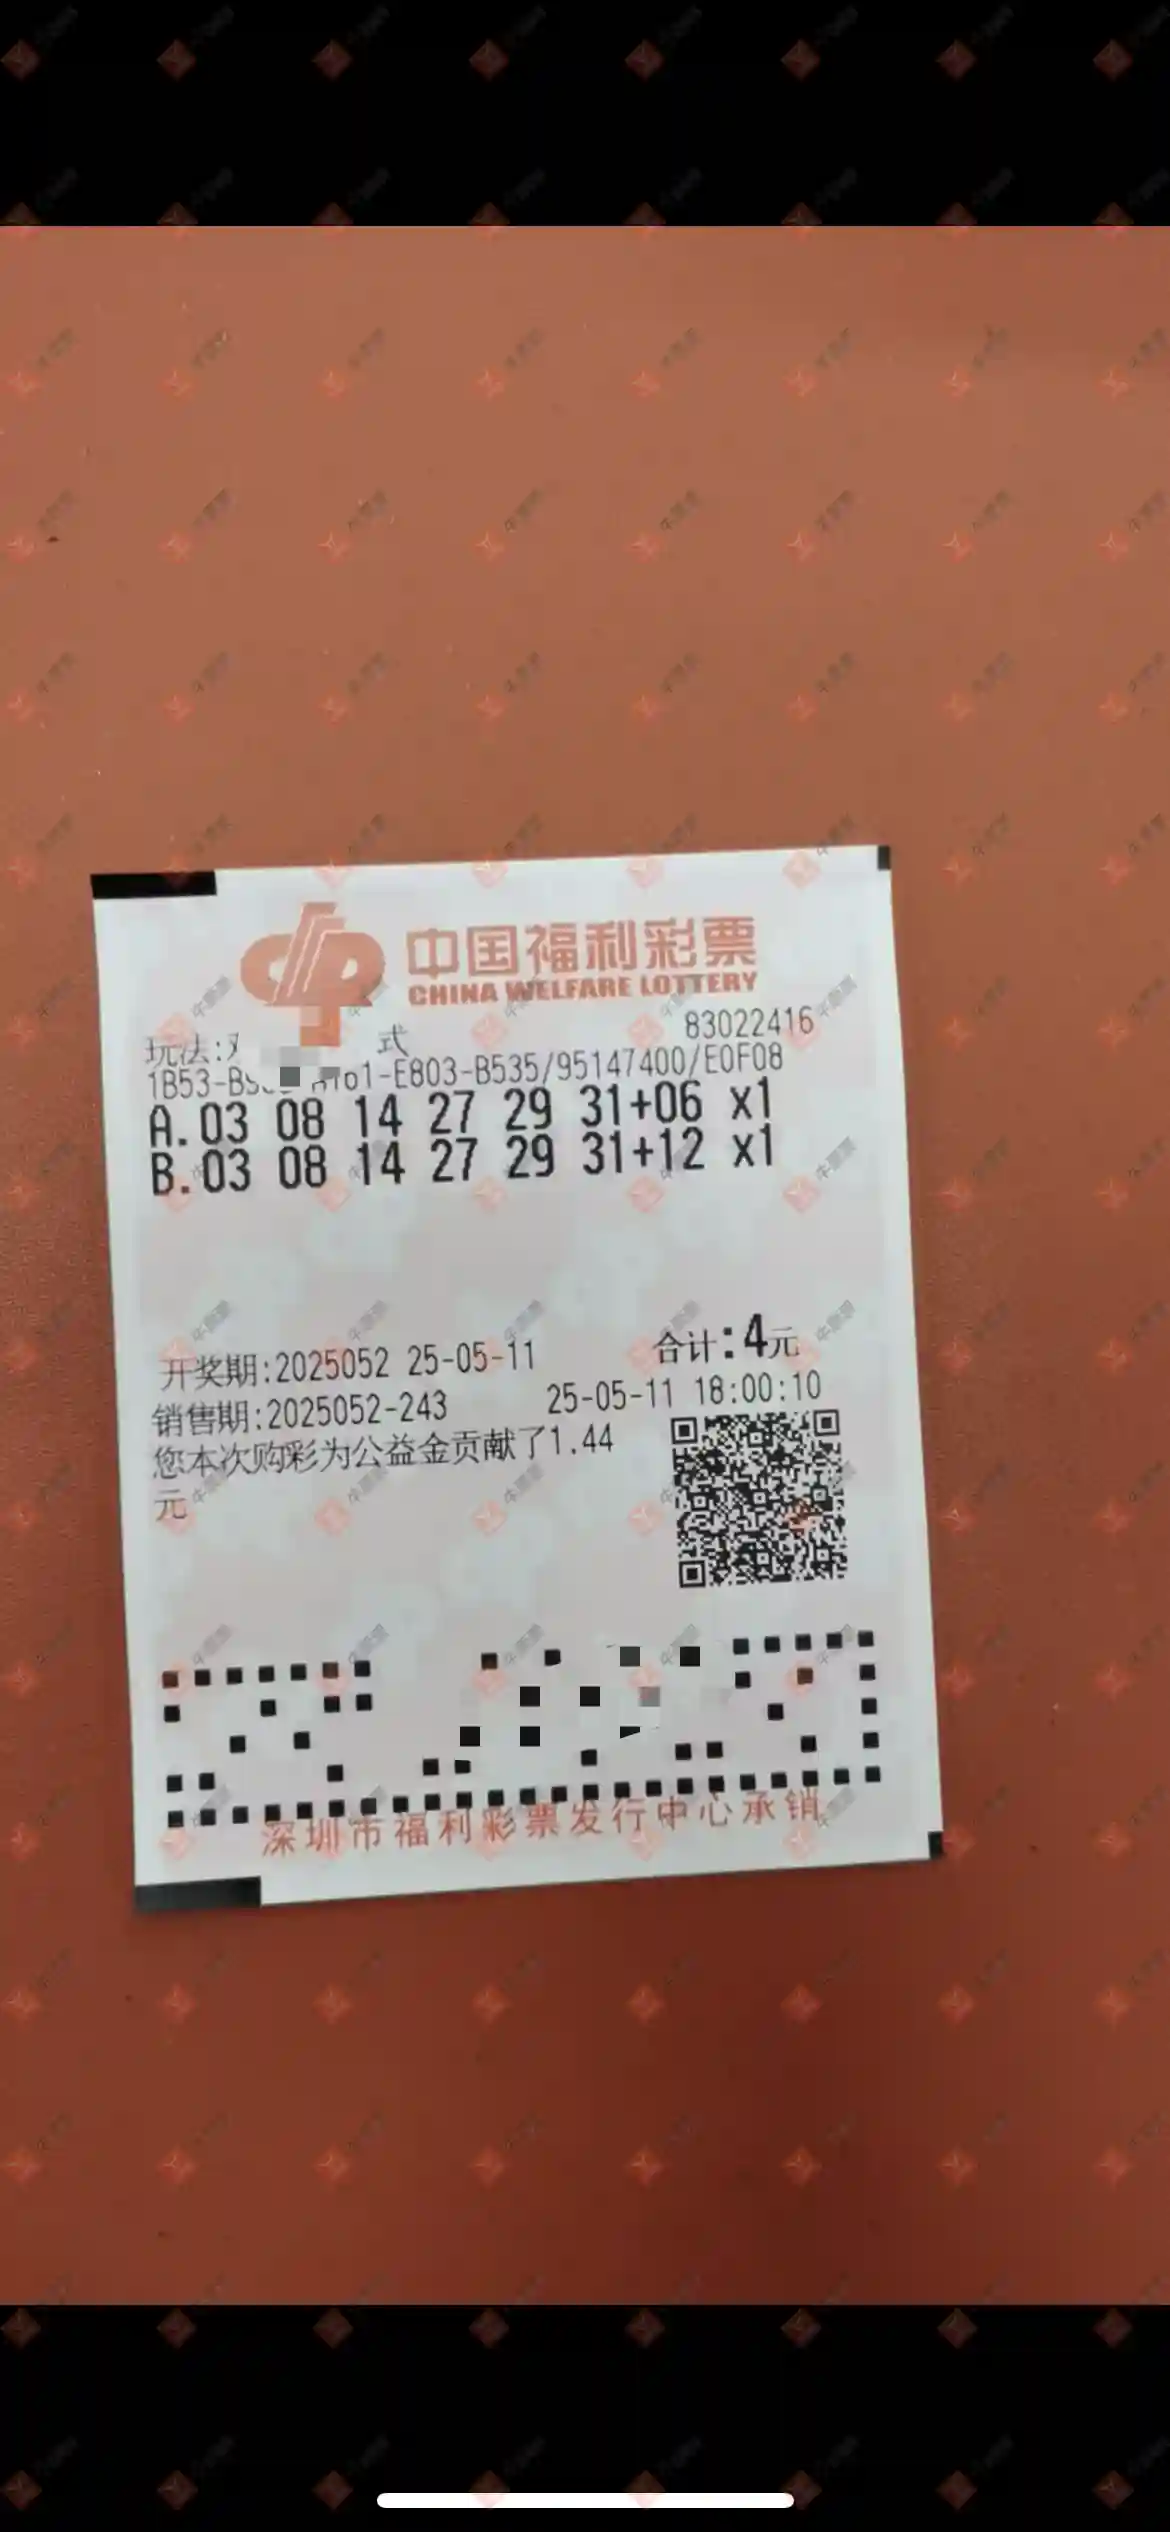 中国福利彩票
CHINA WELFARE LOTTERY
83022416
玩法: 式
-E803-B535/95147400/E0F08
A.03 08 14 27 29 31+06 x1
B.03 08 14 27 29 31+12 x1
合计:4元
开奖期:2025052 25-05-11
销售期:2025052-243 25-05-11 18:00:10
您本次购彩为公益金贡献了1.44
元
深圳市福利彩票发行中心承销